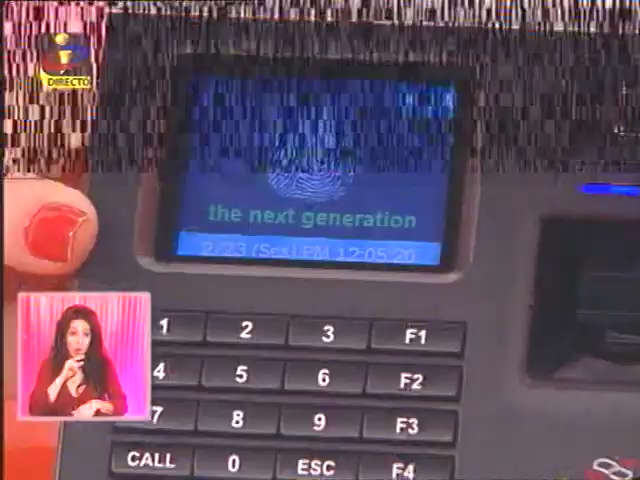 DIRECTO
the next generation
2/23 (Sex) PM 12:05:20
1 2 3 F1
4 5 6 F2
7 8 9 F3
CALL 0 ESC F4